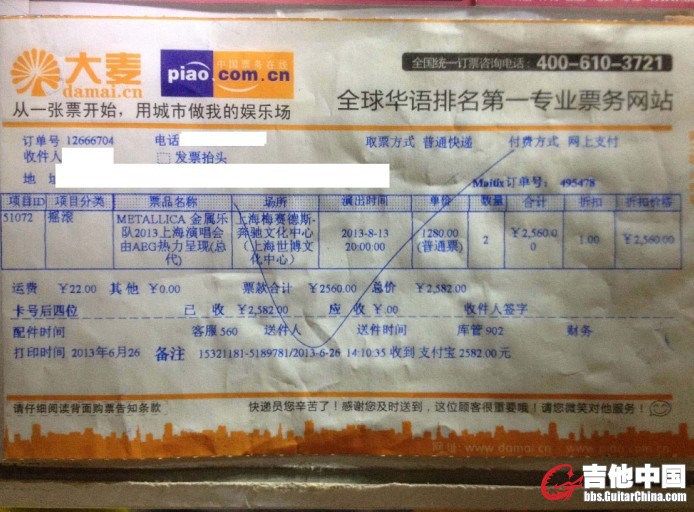 大麦
damai.cn
中国票务在线
piao.com.cn
全国统一订票咨询电话：400-610-3721
从一张票开始，用城市做我的娱乐场
全球华语排名第一专业票务网站
订单号 12666704 电话 取票方式 普通快递 付费方式 网上支付
收件人 发票抬头
地 Maitix订单号： 495478
项目ID 项目分类 票品名称 场所 演出时间 单价 数量 合计 折扣 折扣价格
51072 摇滚 METALLICA 金属乐 上海梅赛德斯- 2013-8-13 1280.00 2 ¥2,560.0 1.00 ¥2,560.00
队2013上海演唱会 奔驰文化中心 20:00:00 (普通票) 0
由AEG热力呈现(总 （上海世博文
代) 化中心）
运费 ¥22.00 其他 ¥0.00 票款合计 ¥2560.00 总价 ¥2,582.00
卡号后四位 已收 ¥2,582.00 应收 ¥.00 收件人签字
配件时间 客服 560 送件人 送件时间 库管 902 财务
打印时间 2013年6月26 备注 15321181-5189781/2013-6-26 14:10:35 收到 支付宝 2582.00 元
请仔细阅读背面购票告知条款
快递员您辛苦了！感谢您及时送到，这位顾客很重要哦！请您微笑对他服务！
网址：www.damai.cn
吉他中国
bbs.GuitarChina.com